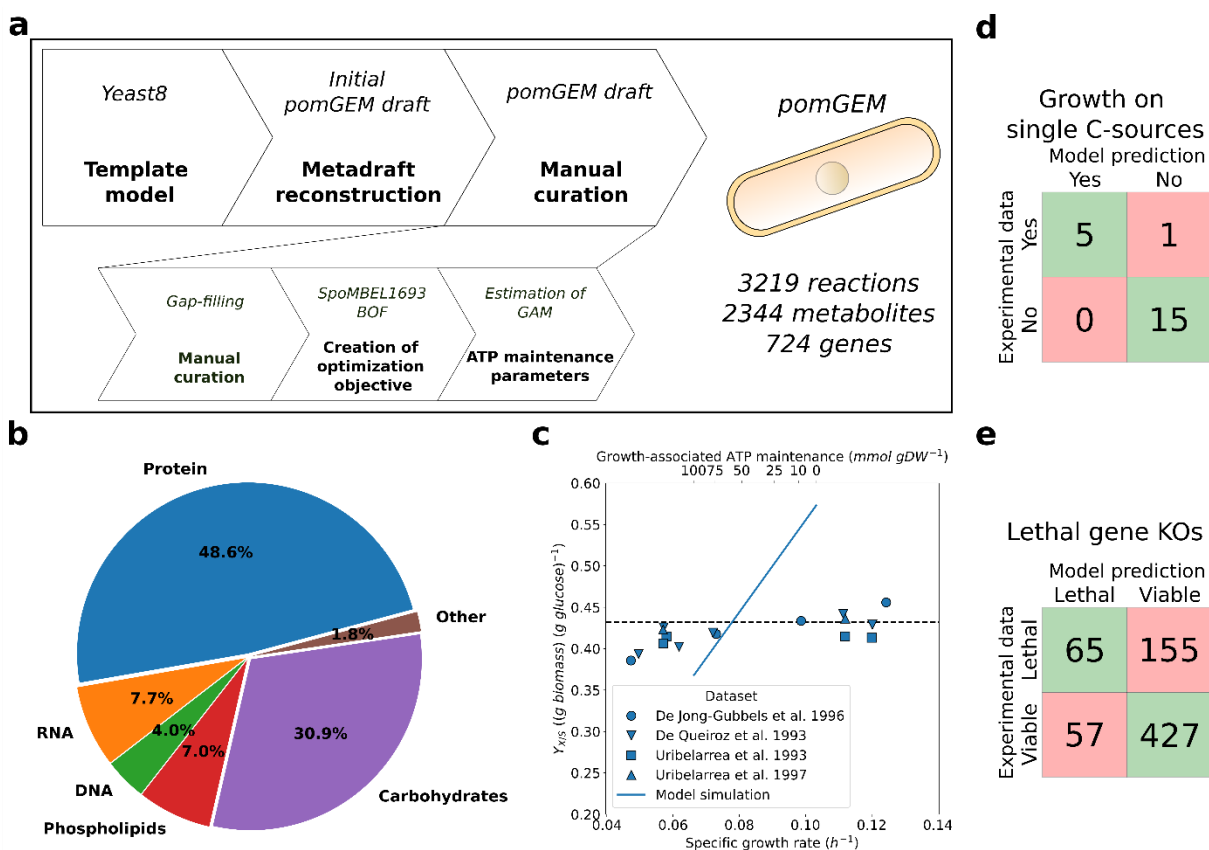 a
Yeast8
Template
model
Initial
pomGEM draft
Metadraft
reconstruction
pomGEM draft
Manual
curation
Gap-filling
Manual
curation
SpoMBEL1693
BOF
Creation of
optimization
objective
Estimation of
GAM
ATP maintenance
parameters
pomGEM
3219 reactions
2344 metabolites
724 genes
b
Protein
48.6%
Other
1.8%
7.7%
RNA
4.0%
DNA
7.0%
Phospholipids
30.9%
Carbohydrates
c
Growth-associated ATP maintenance (mmol gDW⁻¹)
100 75 50 25 10 0
Y_X/S ((g biomass) (g glucose)⁻¹)
0.60
0.55
0.50
0.45
0.40
0.35
0.30
0.25
0.20
Dataset
De Jong-Gubbels et al. 1996
De Queiroz et al. 1993
Uribelarrea et al. 1993
Uribelarrea et al. 1997
Model simulation
0.04 0.06 0.08 0.10 0.12 0.14
Specific growth rate (h⁻¹)
d
Growth on
single C-sources
Model prediction
Yes No
Experimental data
Yes
5 1
No
0 15
e
Lethal gene KOs
Model prediction
Lethal Viable
Experimental data
Lethal
65 155
Viable
57 427